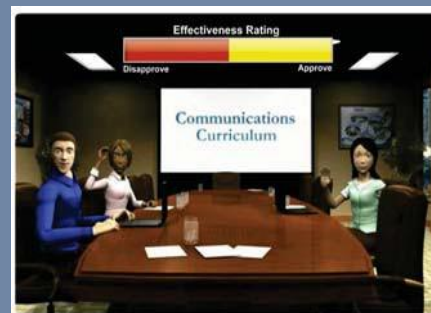 Effectiveness Rating
Disapprove Approve
Communications
Curriculum